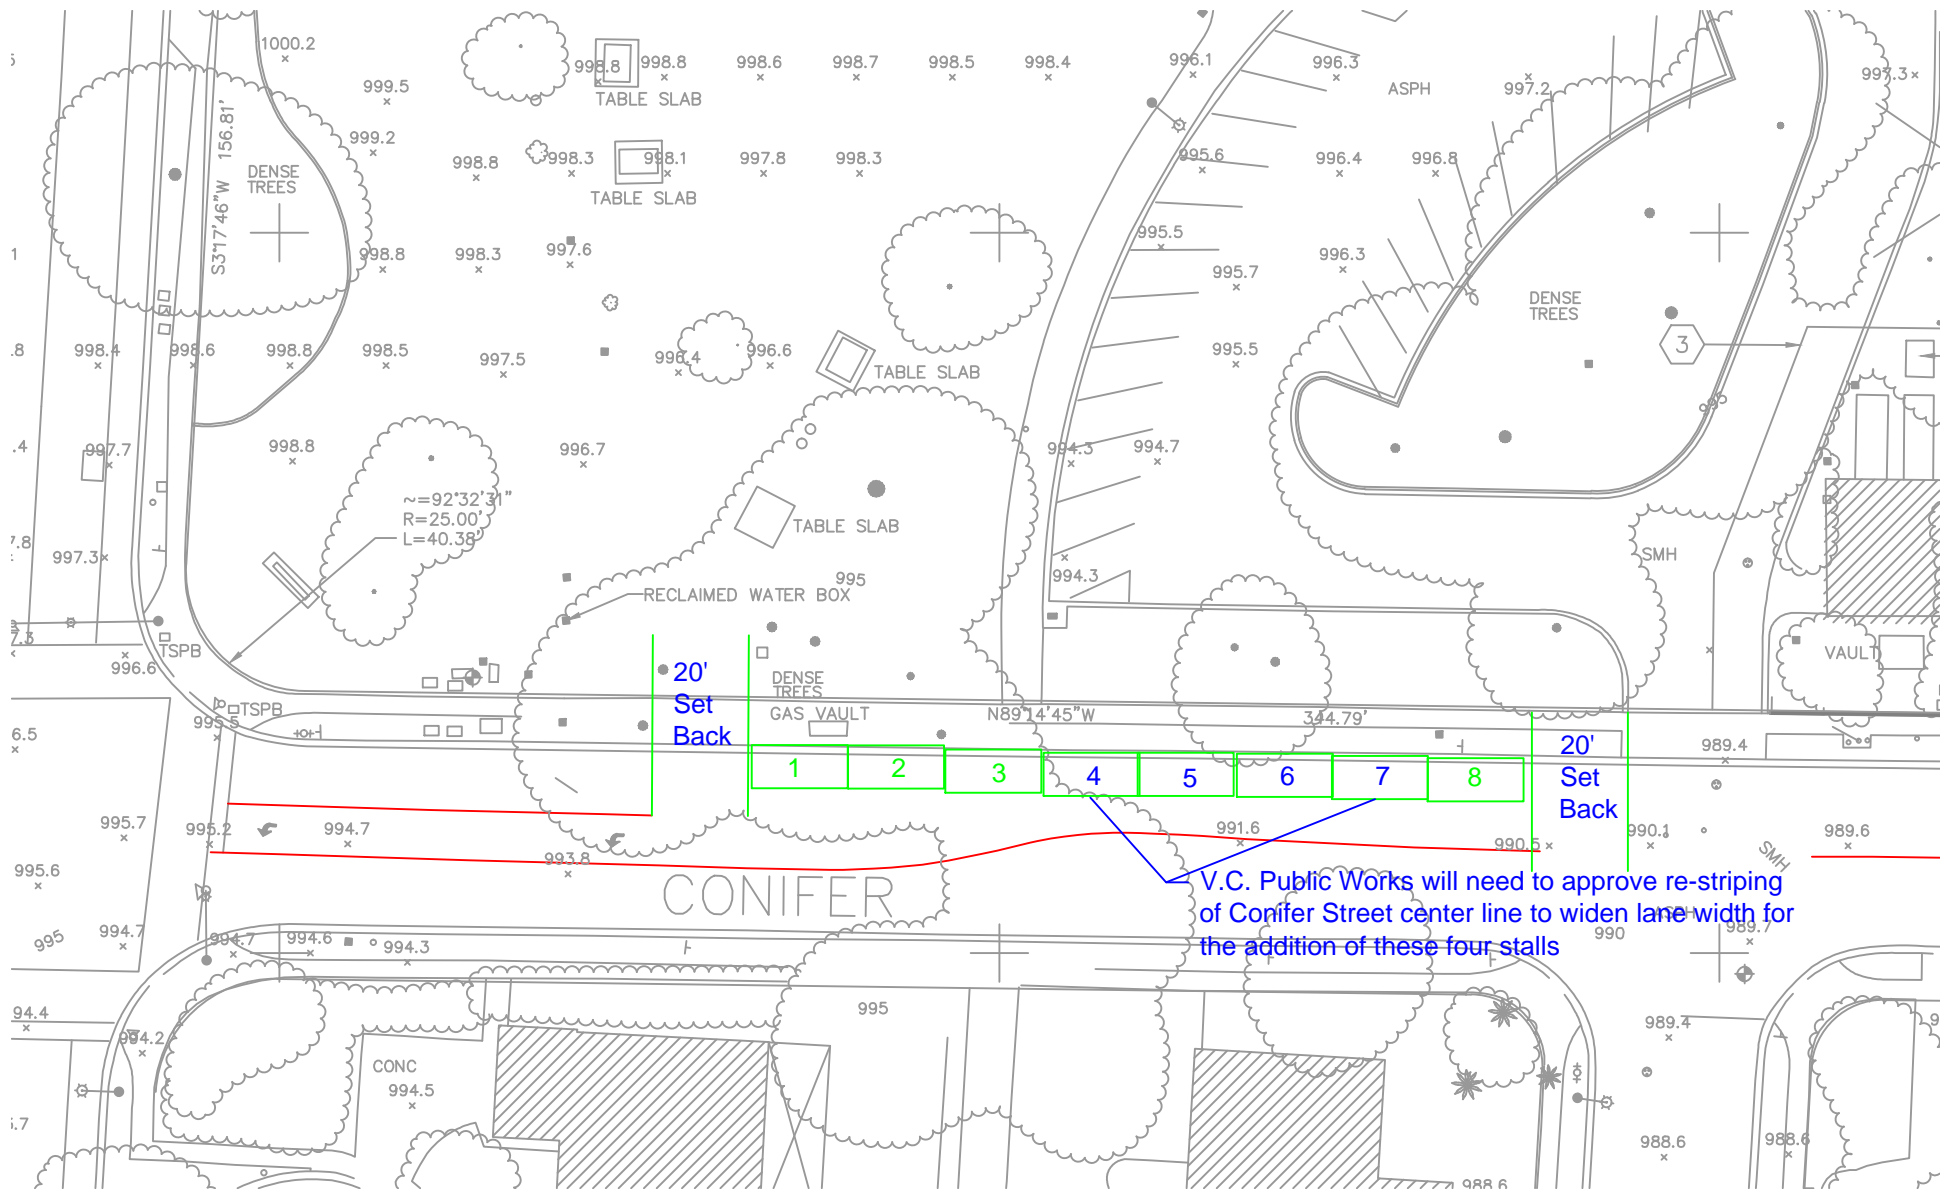 1000.2
998.8
998.8
998.6
998.7
998.5
998.4
996.1
996.3
997.2
997.3
ASPH
999.5
TABLE SLAB
S3°17'46"W 156.81'
999.2
998.8
998.3
998.1
997.8
998.3
995.6
996.4
996.8
DENSE
TREES
TABLE SLAB
998.8
998.3
997.6
995.5
996.3
995.7
DENSE
TREES
998.4
998.6
998.8
998.5
997.5
996.4
996.6
995.5
3
TABLE SLAB
996
997.7
998.8
996.7
994.3
994.7
~=92°32'31"
R=25.00'
L=40.38'
TABLE SLAB
997.3
995
994.3
SMH
RECLAIMED WATER BOX
TSPB
996.6
VAULT
20'
Set
Back
DENSE
TREES
GAS VAULT
N89°14'45"W
344.79'
TSPB
995.5
6.5
20'
Set
Back
989.4
1
2
3
4
5
6
7
8
995.7
995.2
994.7
993.8
991.6
990.5
990.1
989.6
SMH
995.6
CONIFER
V.C. Public Works will need to approve re-striping
of Conifer Street center line to widen lane width for
the addition of these four stalls
ASPH
990
989.7
995
994.7
994.7
994.6
994.3
94.4
994.2
995
989.4
CONC
994.5
988.6
988.6
988.6